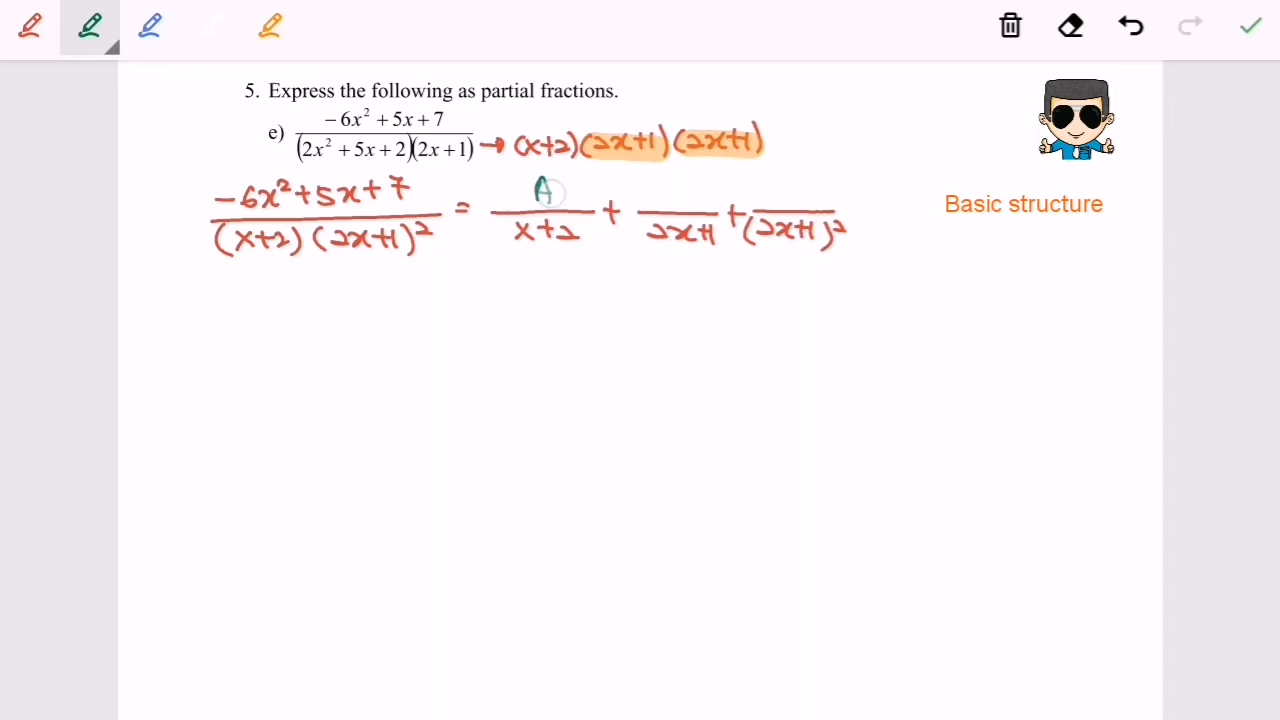 5. Express the following as partial fractions.
e) (-6x² + 5x + 7)/((2x² + 5x + 2)(2x + 1)) → (x+2)(2x+1)(2x+1)
(-6x²+5x+7)/((x+2)(2x+1)²) = A/(x+2) + /(2x+1) + /(2x+1)²
Basic structure